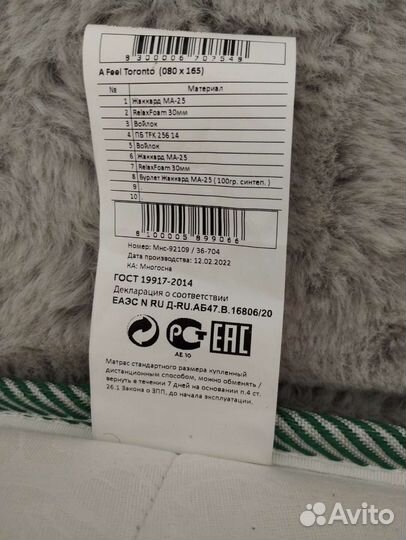 8 300006 707549
A Feel Toronto (080 x 165)
№ Материал
1 Жаккард МА-25
2 RelaxFoam 30мм
3 Войлок
4 ПБ TFK 256 14
5 Войлок
6 Жаккард МА-25
7 RelaxFoam 30мм
8 Бурлет Жаккард МА-25 ( 100гр. синтеп. )
9
10
8 100005 899066
Номер: Мнс-92109 / 36-704
Дата производства: 12.02.2022
КА: Многосна
ГОСТ 19917-2014
Декларация о соответствии
ЕАЭС N RU Д-RU.АБ47.В.16806/20
АЕ 10
ЕАС
Матрас стандартного размера купленный
дистанционным способом, можно обменять /
вернуть в течении 7 дней на основании п.4 ст.
26.1 Закона о ЗПП, до начала эксплуатации.
Avito